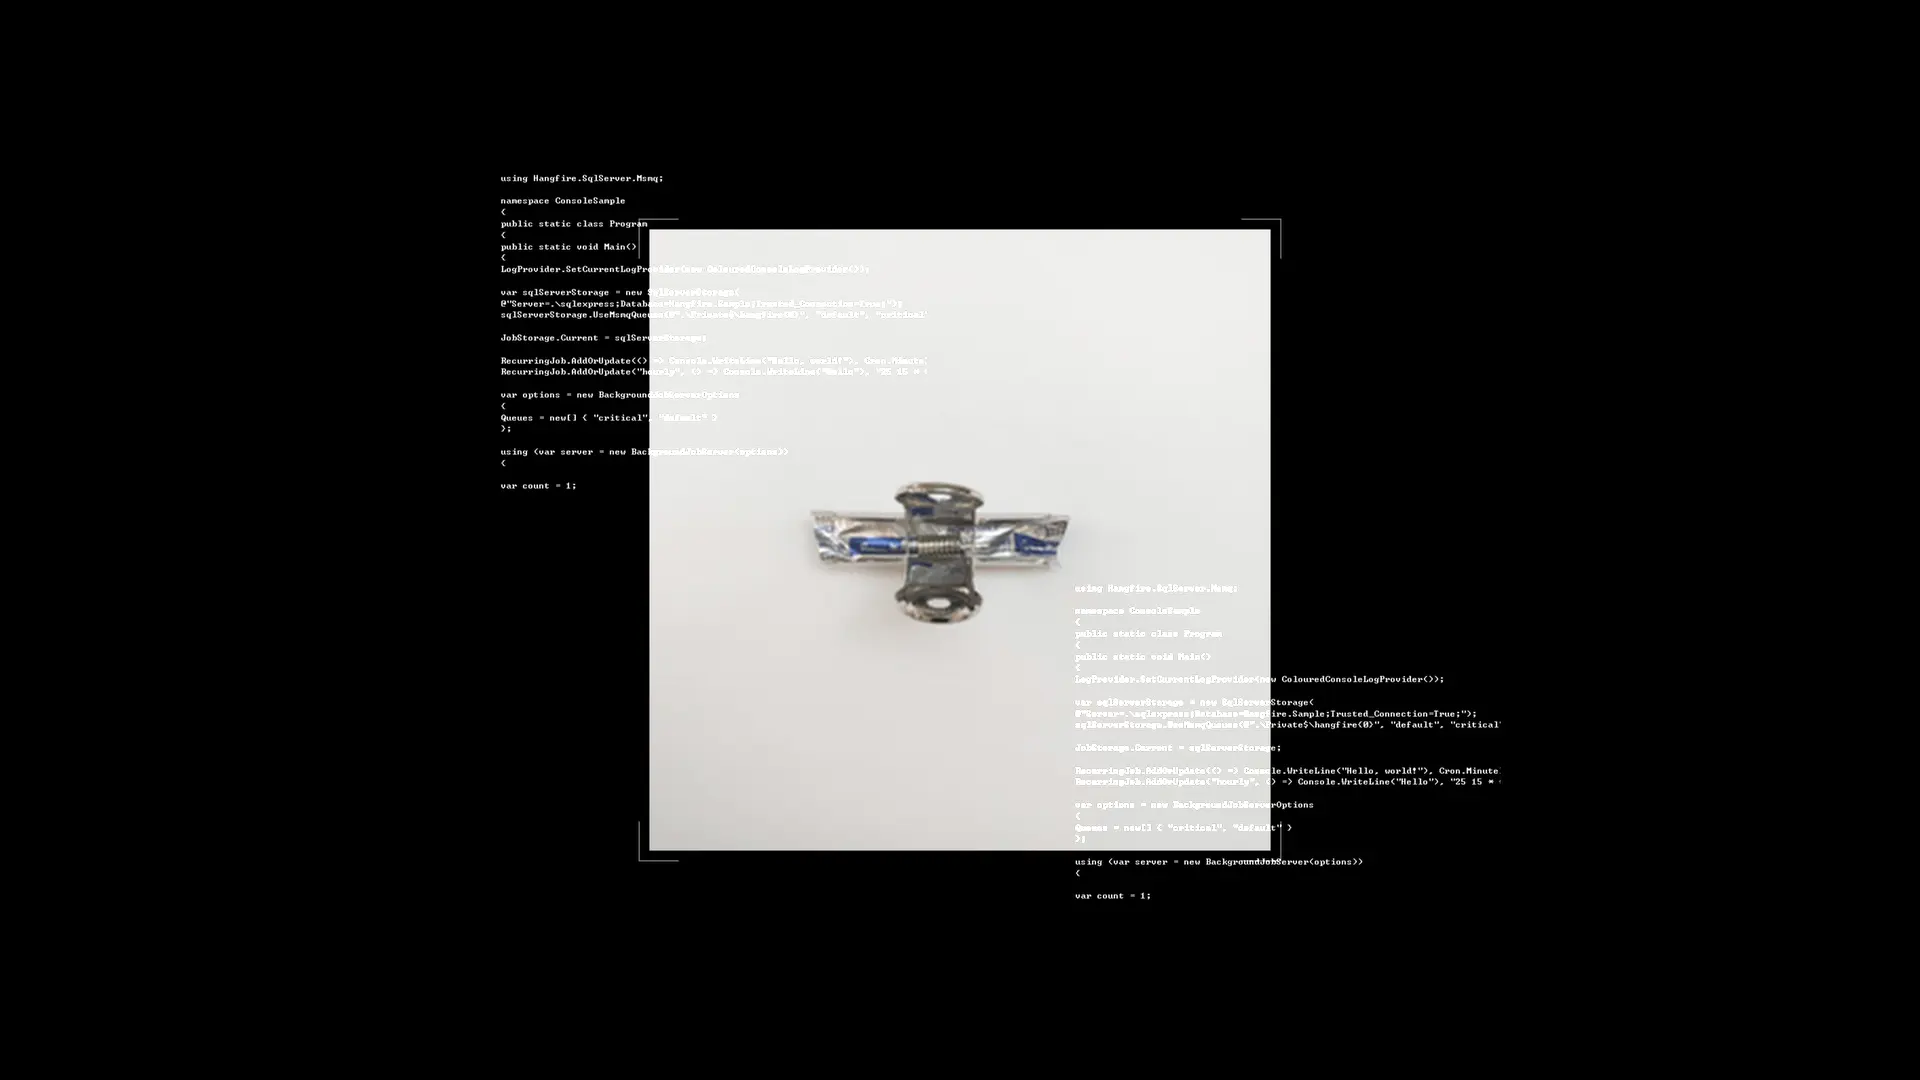 using Hangfire.SqlServer.Msmq;
namespace ConsoleSample
{
public static class Program
{
public static void Main()
{
LogProvider.SetCurrentLogProvider(new ColouredConsoleLogProvider());
var sqlServerStorage = new SqlServerStorage(
@"Server=.\sqlexpress;Database=Hangfire.Sample;Trusted_Connection=True;");
sqlServerStorage.UseMsmqQueues(@".\Private$\hangfire{0}", "default", "critical"
JobStorage.Current = sqlServerStorage;
RecurringJob.AddOrUpdate(() => Console.WriteLine("Hello, world!"), Cron.Minute
RecurringJob.AddOrUpdate("hourly", () => Console.WriteLine("Hello"), "25 15 *
var options = new BackgroundJobServerOptions
{
Queues = new[] { "critical", "default" }
};
using (var server = new BackgroundJobServer(options))
{
var count = 1;
using Hangfire.SqlServer.Msmq;
namespace ConsoleSample
{
public static class Program
{
public static void Main()
{
LogProvider.SetCurrentLogProvider(new ColouredConsoleLogProvider());
var sqlServerStorage = new SqlServerStorage(
@"Server=.\sqlexpress;Database=Hangfire.Sample;Trusted_Connection=True;");
sqlServerStorage.UseMsmqQueues(@".\Private$\hangfire{0}", "default", "critical"
JobStorage.Current = sqlServerStorage;
RecurringJob.AddOrUpdate(() => Console.WriteLine("Hello, world!"), Cron.Minute
RecurringJob.AddOrUpdate("hourly", () => Console.WriteLine("Hello"), "25 15 *
var options = new BackgroundJobServerOptions
{
Queues = new[] { "critical", "default" }
};
using (var server = new BackgroundJobServer(options))
{
var count = 1;